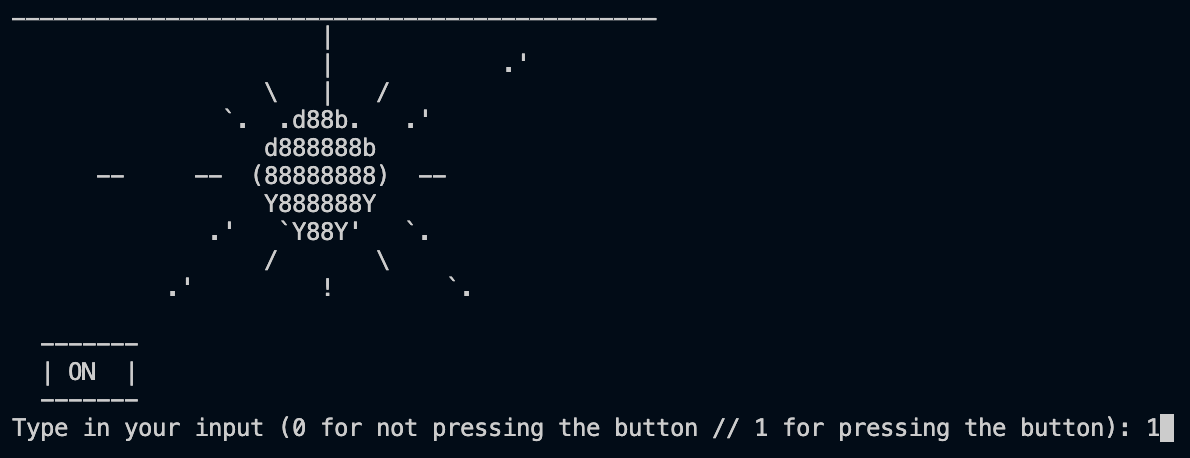 .d88b.
d888888b
(88888888)
Y888888Y
`Y88Y'
| ON |
Type in your input (0 for not pressing the button // 1 for pressing the button): 1